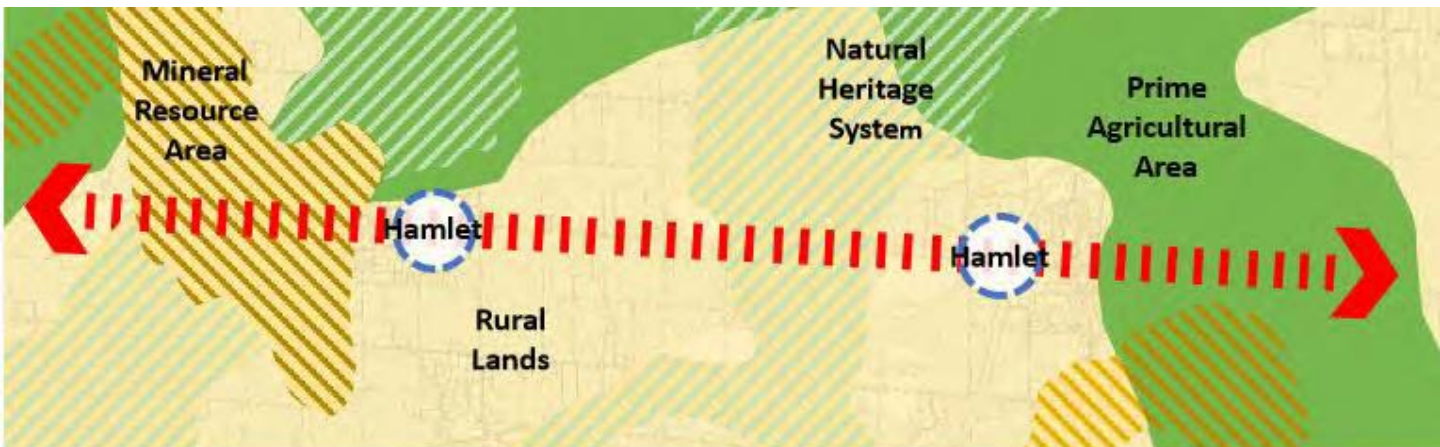 Mineral
Resource
Area
Natural
Heritage
System
Prime
Agricultural
Area
Hamlet
Hamlet
Rural
Lands